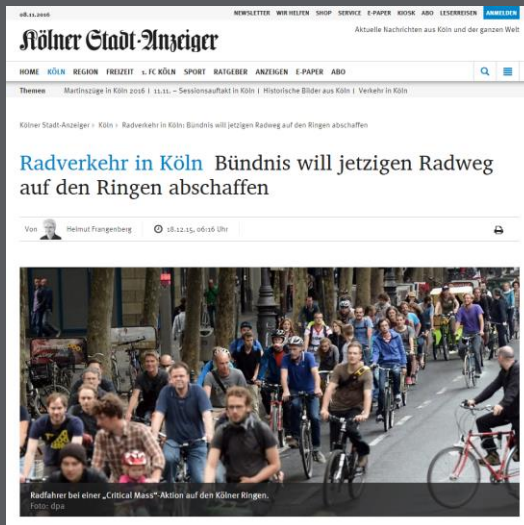 08.11.2016
NEWSLETTER WIR HELFEN SHOP SERVICE E-PAPER KIOSK ABO LESERREISEN ANMELDEN
Kölner Stadt-Anzeiger
Aktuelle Nachrichten aus Köln und der ganzen Welt
HOME KÖLN REGION FREIZEIT 1. FC KÖLN SPORT RATGEBER ANZEIGEN E-PAPER ABO
Themen Martinszüge in Köln 2016 | 11.11. – Sessionsauftakt in Köln | Historische Bilder aus Köln | Verkehr in Köln
Kölner Stadt-Anzeiger › Köln › Radverkehr in Köln: Bündnis will jetzigen Radweg auf den Ringen abschaffen
Radverkehr in Köln Bündnis will jetzigen Radweg
auf den Ringen abschaffen
Von Helmut Frangenberg 18.12.15, 06:16 Uhr
Radfahrer bei einer „Critical Mass“-Aktion auf den Kölner Ringen.
Foto: dpa